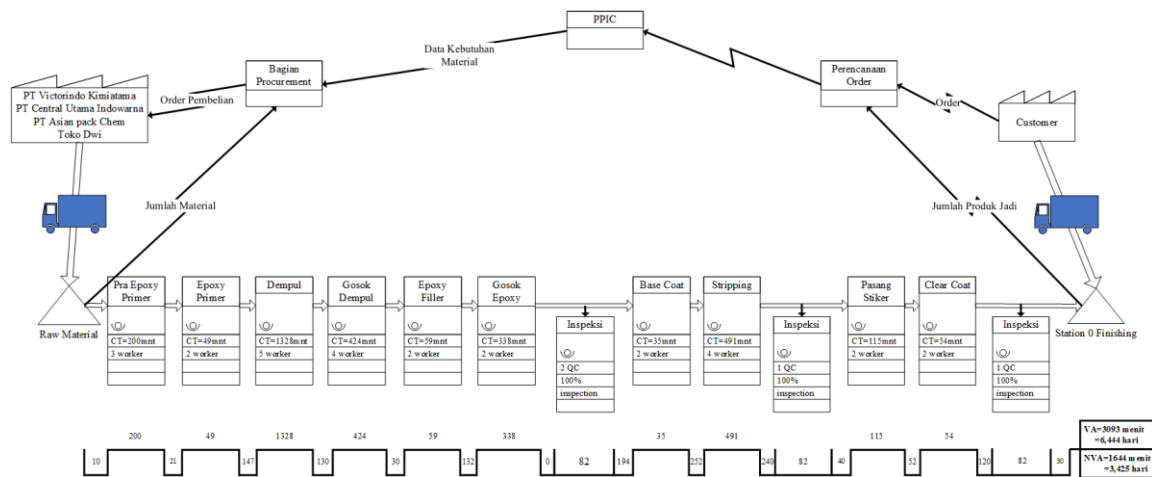 PPIC
Data Kebutuhan
Material
Bagian
Procurement
Perencanaan
Order
PT Victorindo Kimiatama
PT Central Utama Indowarna
PT Asian pack Chem
Toko Dwi
Order Pembelian
Order
Customer
Jumlah Material
Jumlah Produk Jadi
Raw Material
Pra Epoxy
Primer
CT=200mnt
3 worker
Epoxy
Primer
CT=49mnt
2 worker
Dempul
CT=1328mnt
5 worker
Gosok
Dempul
CT=424mnt
4 worker
Epoxy
Filler
CT=59mnt
2 worker
Gosok
Epoxy
CT=338mnt
2 worker
Inspeksi
2 QC
100%
inspection
Base Coat
CT=35mnt
2 worker
Stripping
CT=491mnt
4 worker
Inspeksi
1 QC
100%
inspection
Pasang
Stiker
CT=115mnt
2 worker
Clear Coat
CT=54mnt
2 worker
Inspeksi
1 QC
100%
inspection
Station 0 Finishing
200 49 1328 424 59 338 35 491 115 54
10 21 147 130 30 132 0 82 194 252 240 82 40 52 120 82 30
VA=3093 menit
=6,444 hari
NVA=1644 menit
=3,425 hari